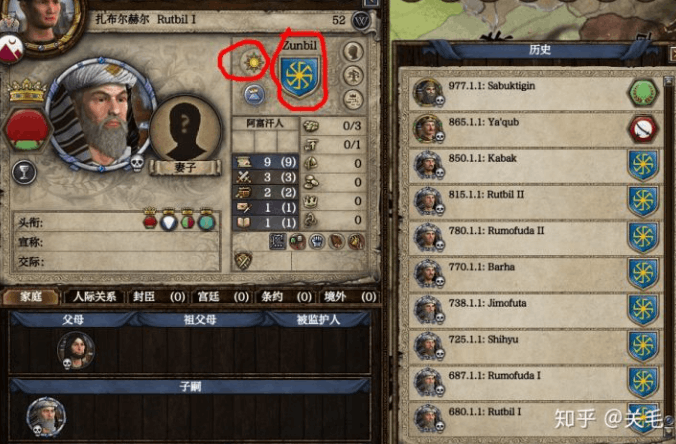 扎布尔赫尔 Rutbil I 52
Zunbil
阿富汗人
妻子
0/3
0/1
0
0
0
0
9 (9)
3 (3)
2 (2)
1 (1)
1 (1)
头衔:
宣称:
交际:
家庭 人际关系 封臣 (0) 宫廷 (0) 条约 (0) 境外 (0)
父母 祖父母 被监护人
子嗣
历史
977.1.1: Sabuktigin
865.1.1: Ya'qub
850.1.1: Kabak
815.1.1: Rutbil II
780.1.1: Rumofuda II
770.1.1: Barha
738.1.1: Jimofuta
725.1.1: Shihyu
687.1.1: Rumofuda I
680.1.1: Rutbil I
知乎 @关毛